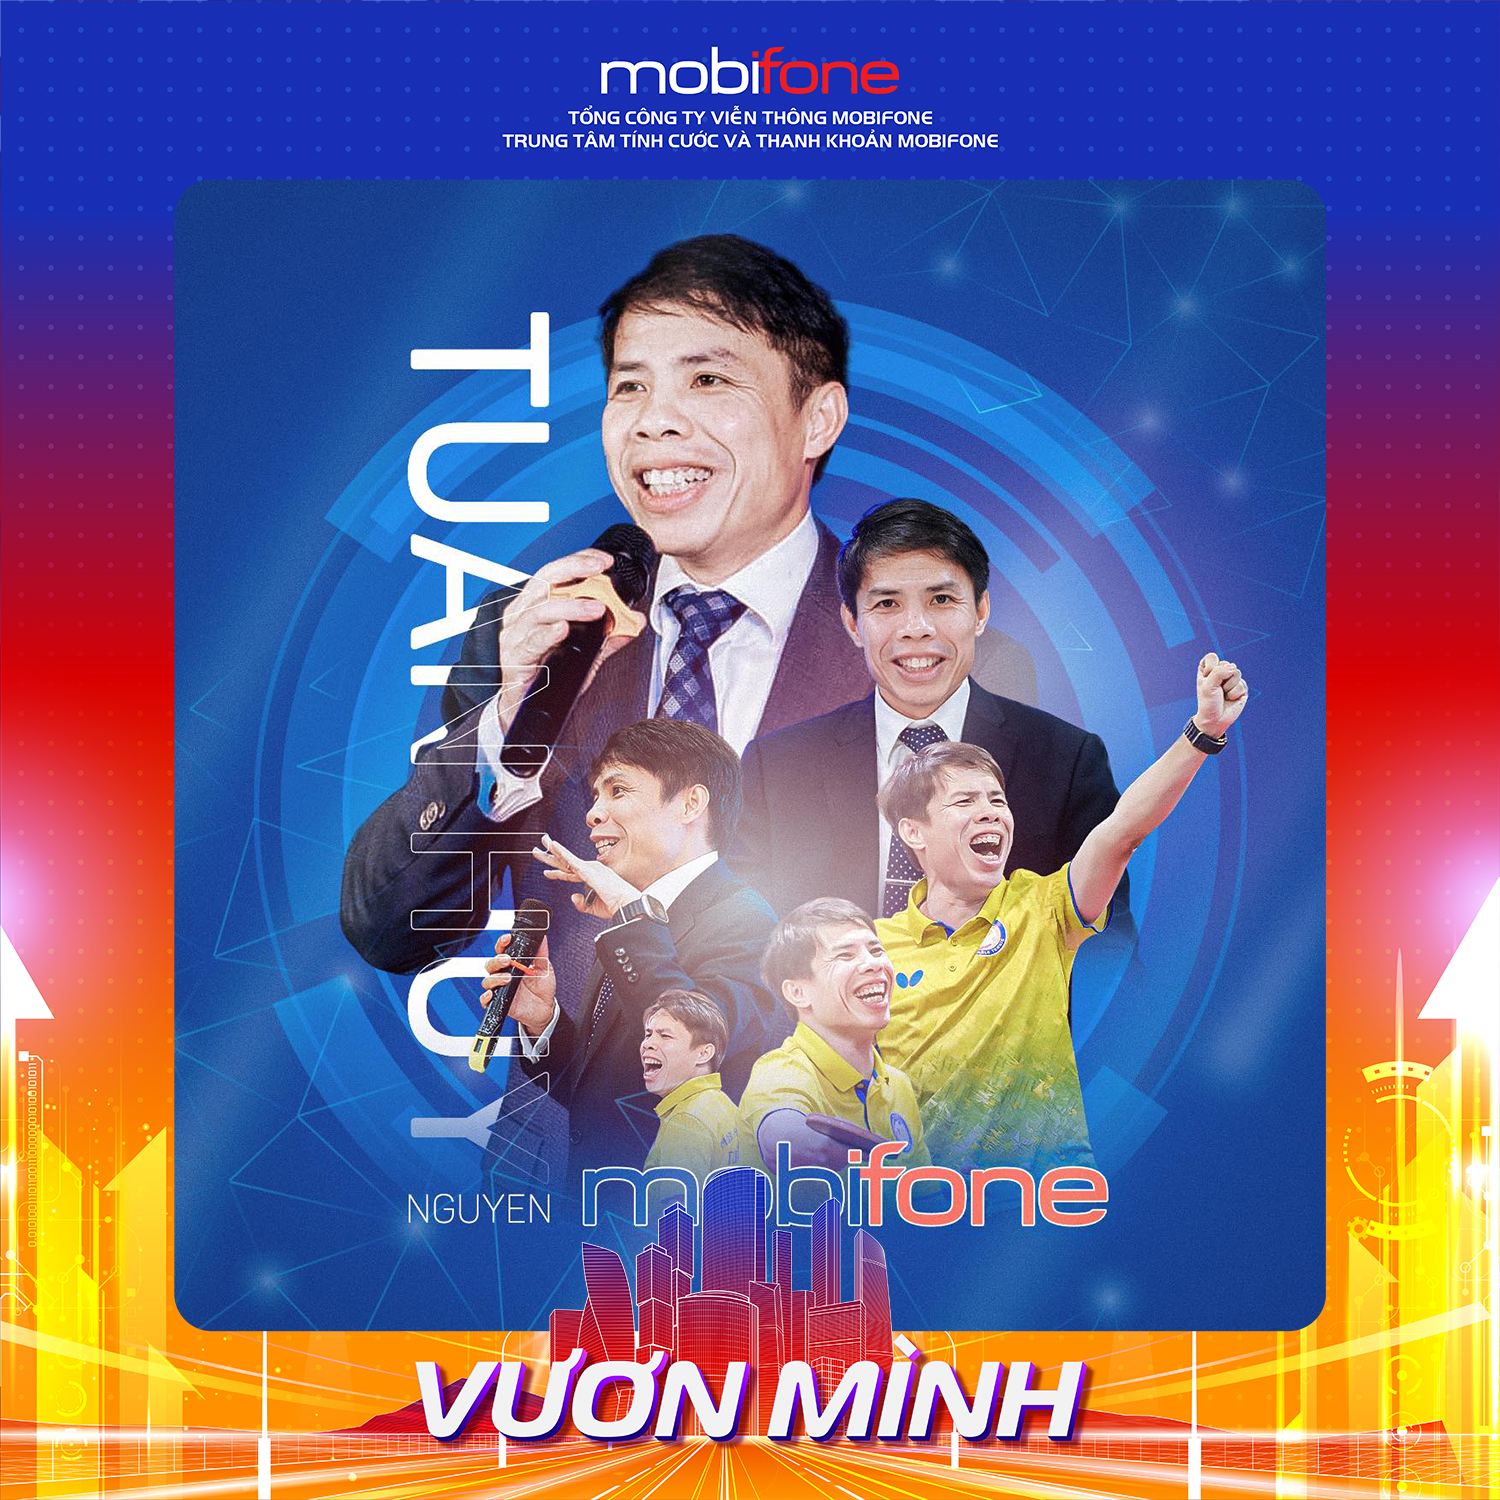 mobifone
TỔNG CÔNG TY VIỄN THÔNG MOBIFONE
TRUNG TÂM TÍNH CƯỚC VÀ THANH KHOẢN MOBIFONE
TUAN HUY
NGUYEN
mobifone
VƯƠN MÌNH